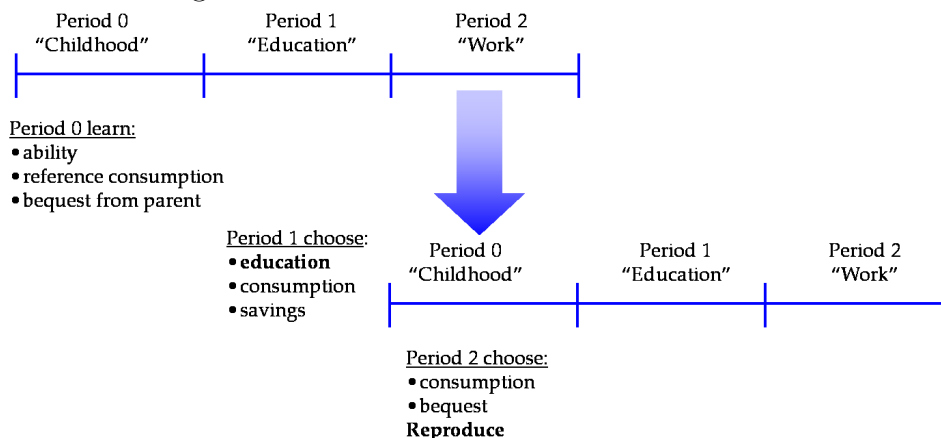 Period 0 Period 1 Period 2
“Childhood” “Education” “Work”
Period 0 learn:
•ability
•reference consumption
•bequest from parent
Period 1 choose:
•education
•consumption
•savings
Period 0 Period 1 Period 2
“Childhood” “Education” “Work”
Period 2 choose:
•consumption
•bequest
Reproduce